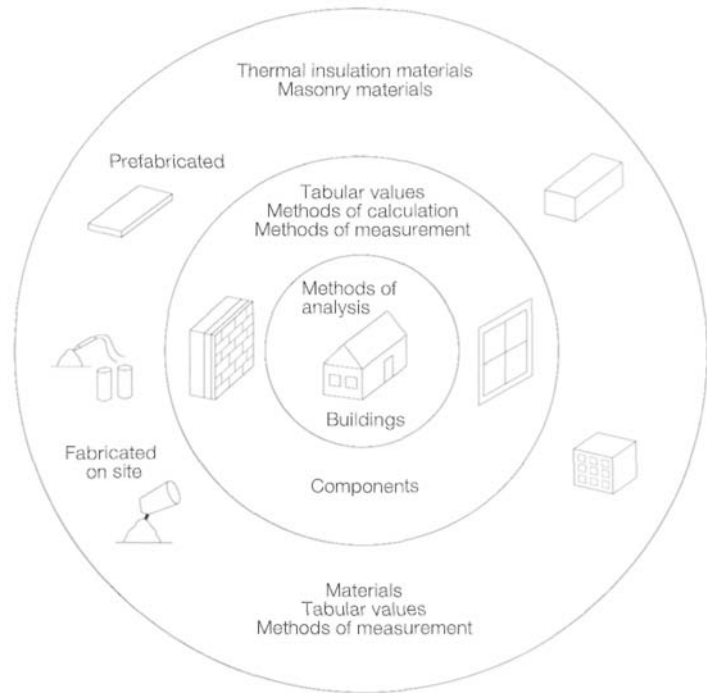 Thermal insulation materials
Masonry materials
Prefabricated
Tabular values
Methods of calculation
Methods of measurement
Methods of
analysis
Buildings
Fabricated
on site
Components
Materials
Tabular values
Methods of measurement